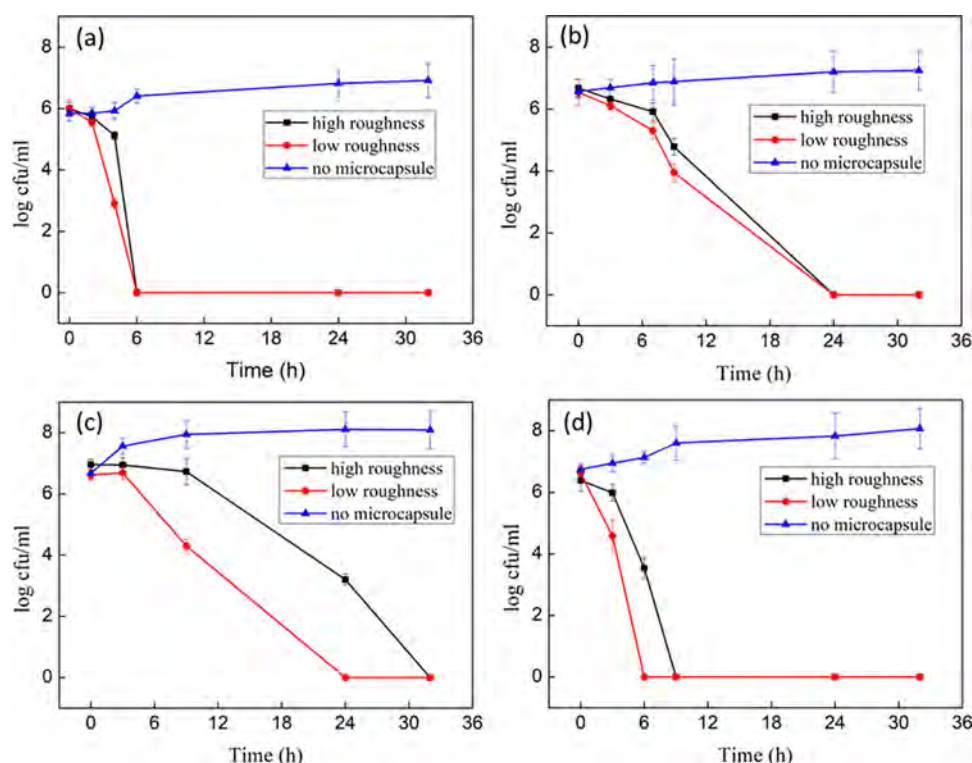 (a)
log cfu/ml
8
6
4
2
0
high roughness
low roughness
no microcapsule
0 6 12 18 24 30 36
Time (h)
(b)
log cfu/ml
8
6
4
2
0
high roughness
low roughness
no microcapsule
0 6 12 18 24 30 36
Time (h)
(c)
log cfu/ml
8
6
4
2
0
high roughness
low roughness
no microcapsule
0 6 12 18 24 30 36
Time (h)
(d)
log cfu/ml
8
6
4
2
0
high roughness
low roughness
no microcapsule
0 6 12 18 24 30 36
Time (h)